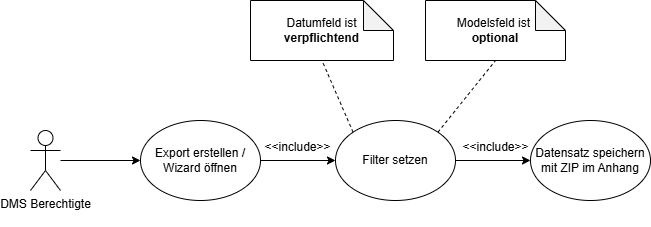 Datumfeld ist
verpflichtend
Modelsfeld ist
optional
Export erstellen /
Wizard öffnen
<<include>>
Filter setzen
<<include>>
Datensatz speichern
mit ZIP im Anhang
DMS Berechtigte